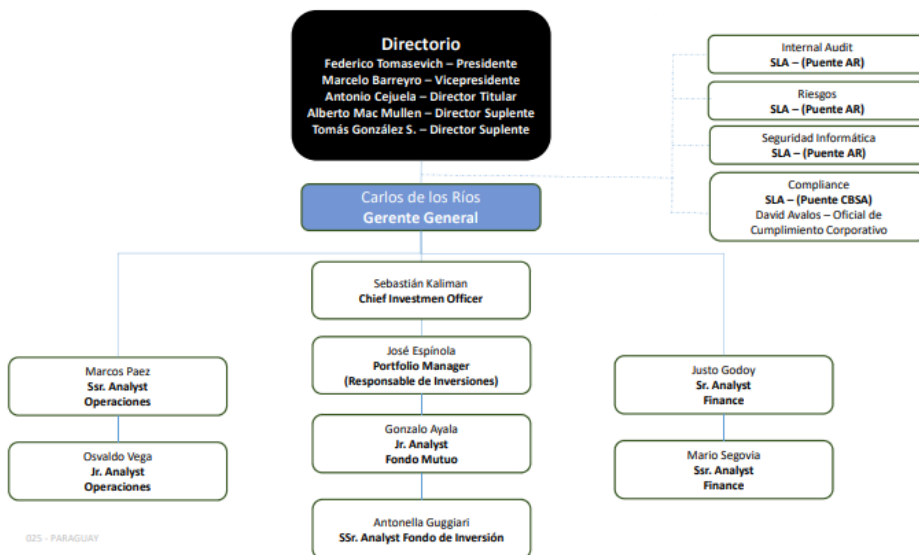 Directorio
Federico Tomasevich – Presidente
Marcelo Barreyro – Vicepresidente
Antonio Cejuela – Director Titular
Alberto Mac Mullen – Director Suplente
Tomás González S. – Director Suplente
Internal Audit
SLA – (Puente AR)
Riesgos
SLA – (Puente AR)
Seguridad Informática
SLA – (Puente AR)
Compliance
SLA – (Puente CBSA)
David Avalos – Oficial de
Cumplimiento Corporativo
Carlos de los Ríos
Gerente General
Sebastián Kaliman
Chief Investmen Officer
José Espínola
Portfolio Manager
(Responsable de Inversiones)
Gonzalo Ayala
Jr. Analyst
Fondo Mutuo
Antonella Guggiari
SSr. Analyst Fondo de Inversión
Marcos Paez
Ssr. Analyst
Operaciones
Osvaldo Vega
Jr. Analyst
Operaciones
Justo Godoy
Sr. Analyst
Finance
Mario Segovia
Ssr. Analyst
Finance
025 - PARAGUAY